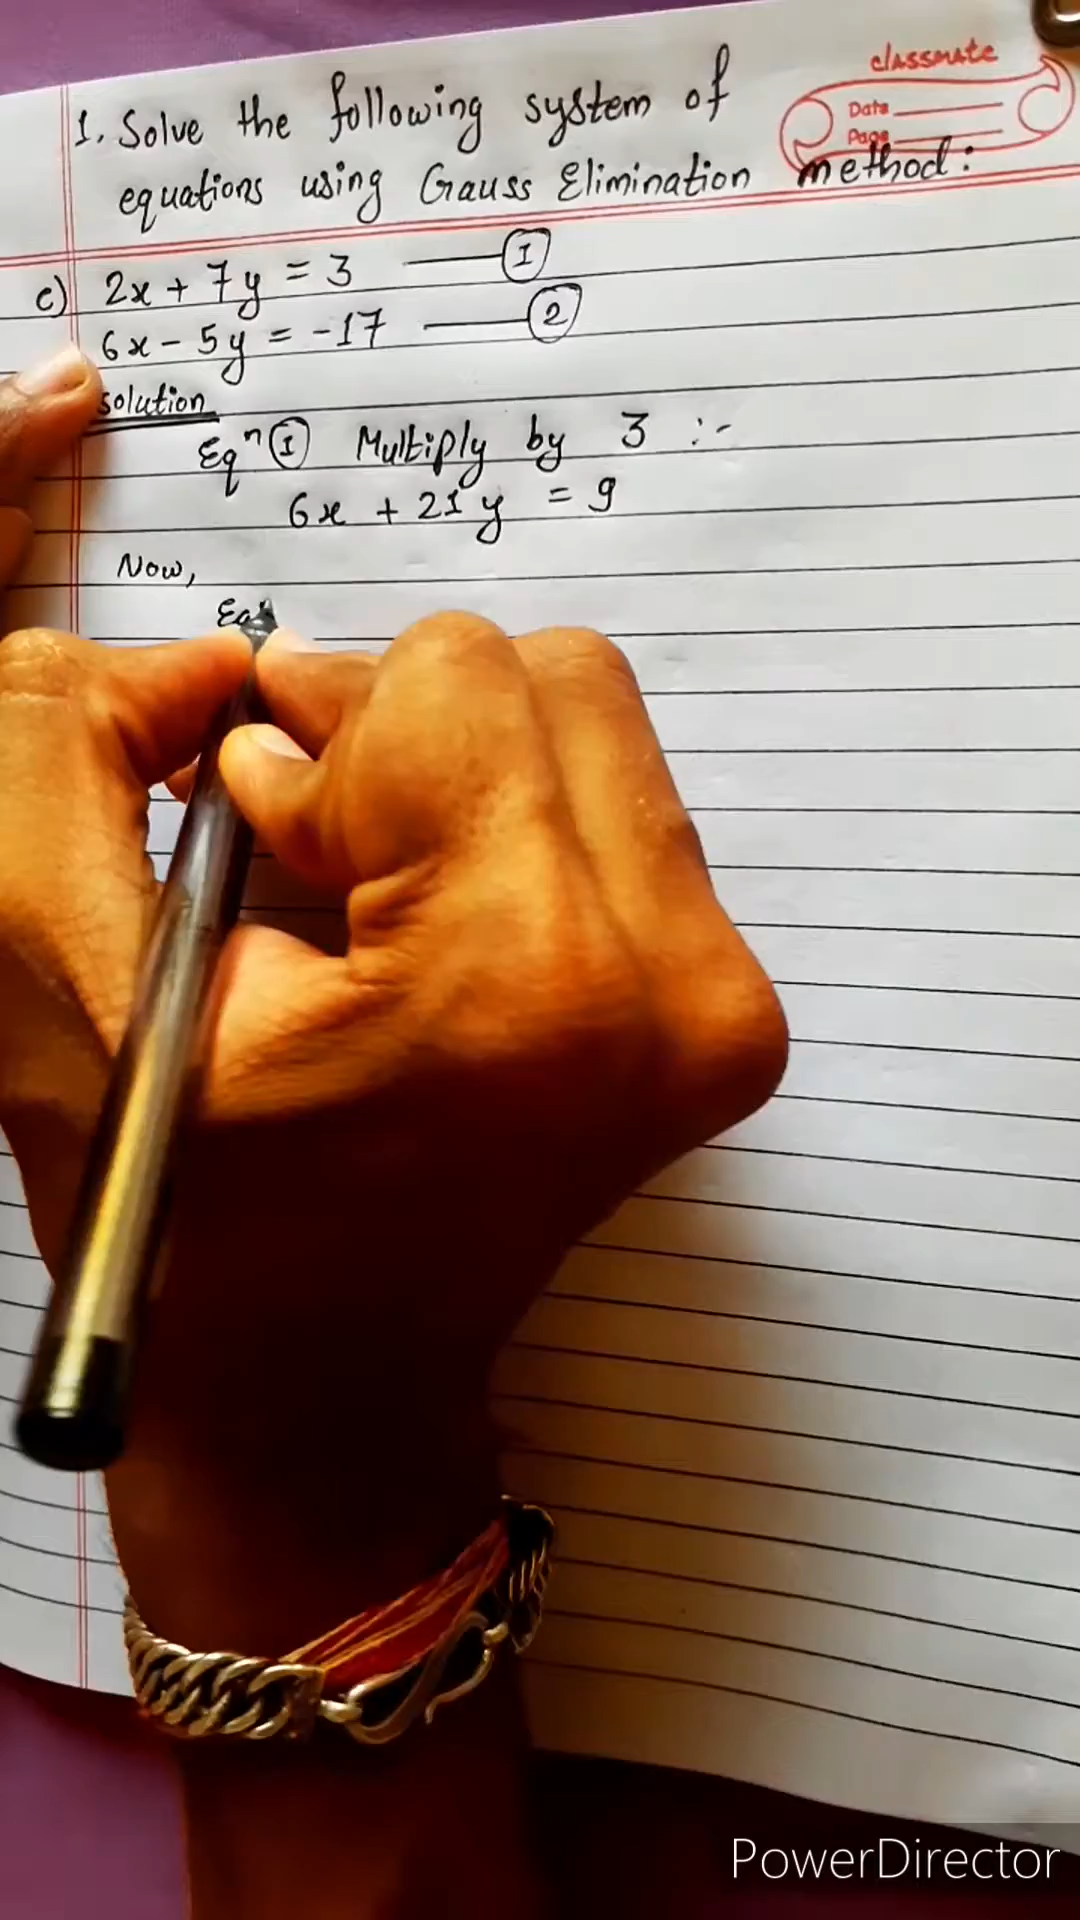 classmate
Date
Page
1. Solve the following system of
equations using Gauss Elimination method:
c) 2x + 7y = 3 —— ①
6x - 5y = -17 —— ②
solution
Eqⁿ ① Multiply by 3 :-
6x + 21y = 9
Now,
PowerDirector